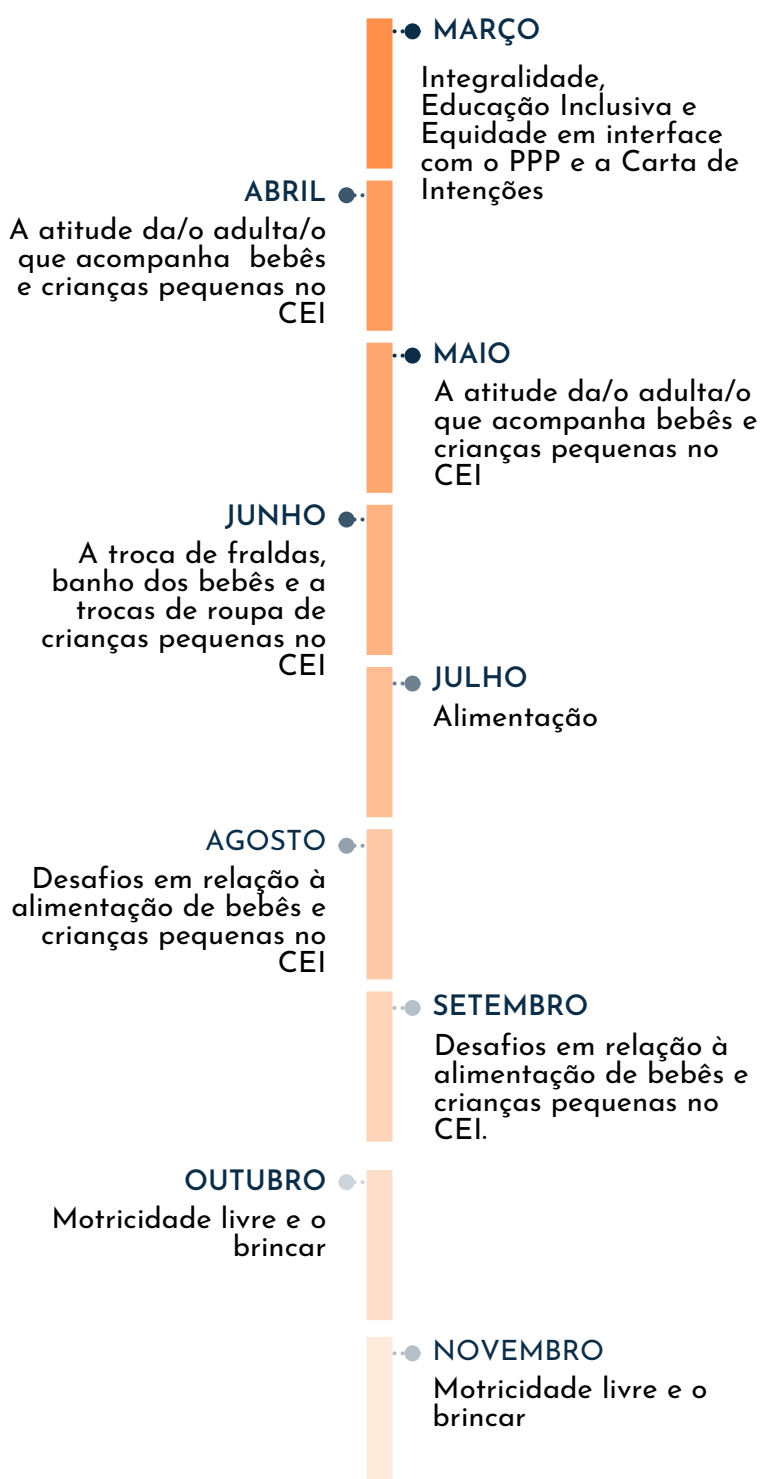 MARÇO
Integralidade,
Educação Inclusiva e
Equidade em interface
com o PPP e a Carta de
Intenções
ABRIL
A atitude da/o adulta/o
que acompanha bebês
e crianças pequenas no
CEI
MAIO
A atitude da/o adulta/o
que acompanha bebês e
crianças pequenas no
CEI
JUNHO
A troca de fraldas,
banho dos bebês e a
trocas de roupa de
crianças pequenas no
CEI
JULHO
Alimentação
AGOSTO
Desafios em relação à
alimentação de bebês e
crianças pequenas no
CEI
SETEMBRO
Desafios em relação à
alimentação de bebês e
crianças pequenas no
CEI.
OUTUBRO
Motricidade livre e o
brincar
NOVEMBRO
Motricidade livre e o
brincar